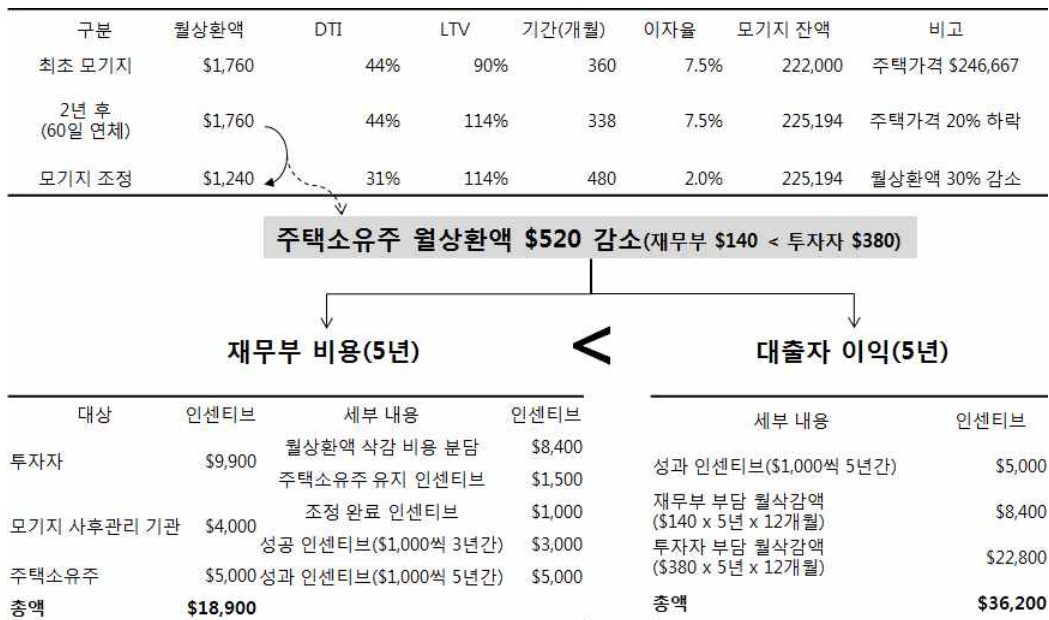 구분 월상환액 DTI LTV 기간(개월) 이자율 모기지 잔액 비고
최초 모기지 $1,760 44% 90% 360 7.5% 222,000 주택가격 $246,667
2년 후
(60일 연체) $1,760 44% 114% 338 7.5% 225,194 주택가격 20% 하락
모기지 조정 $1,240 31% 114% 480 2.0% 225,194 월상환액 30% 감소
주택소유주 월상환액 $520 감소(재무부 $140 < 투자자 $380)
재무부 비용(5년) < 대출자 이익(5년)
대상 인센티브 세부 내용 인센티브
투자자 $9,900 월상환액 삭감 비용 분담 $8,400
주택소유주 유지 인센티브 $1,500
모기지 사후관리 기관 $4,000 조정 완료 인센티브 $1,000
성공 인센티브($1,000씩 3년간) $3,000
주택소유주 $5,000 성과 인센티브($1,000씩 5년간) $5,000
총액 $18,900
세부 내용 인센티브
성과 인센티브($1,000씩 5년간) $5,000
재무부 부담 월삭감액
($140 x 5년 x 12개월) $8,400
투자자 부담 월삭감액
($380 x 5년 x 12개월) $22,800
총액 $36,200